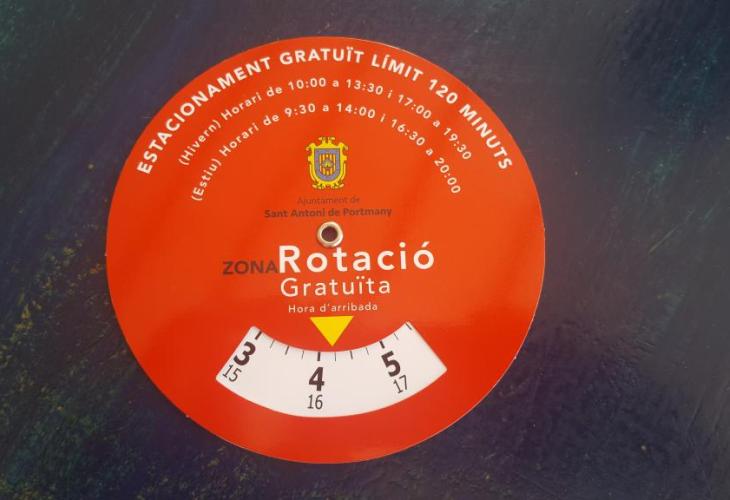 ESTACIONAMENT GRATUÏT LÍMIT 120 MINUTS
(Hivern) Horari de 10:00 a 13:30 i 17:00 a 19:30
(Estiu) Horari de 9:30 a 14:00 i 16:30 a 20:00
Ajuntament de
Sant Antoni de Portmany
ZONA Rotació
Gratuïta
Hora d'arribada
3 4 5
15 16 17